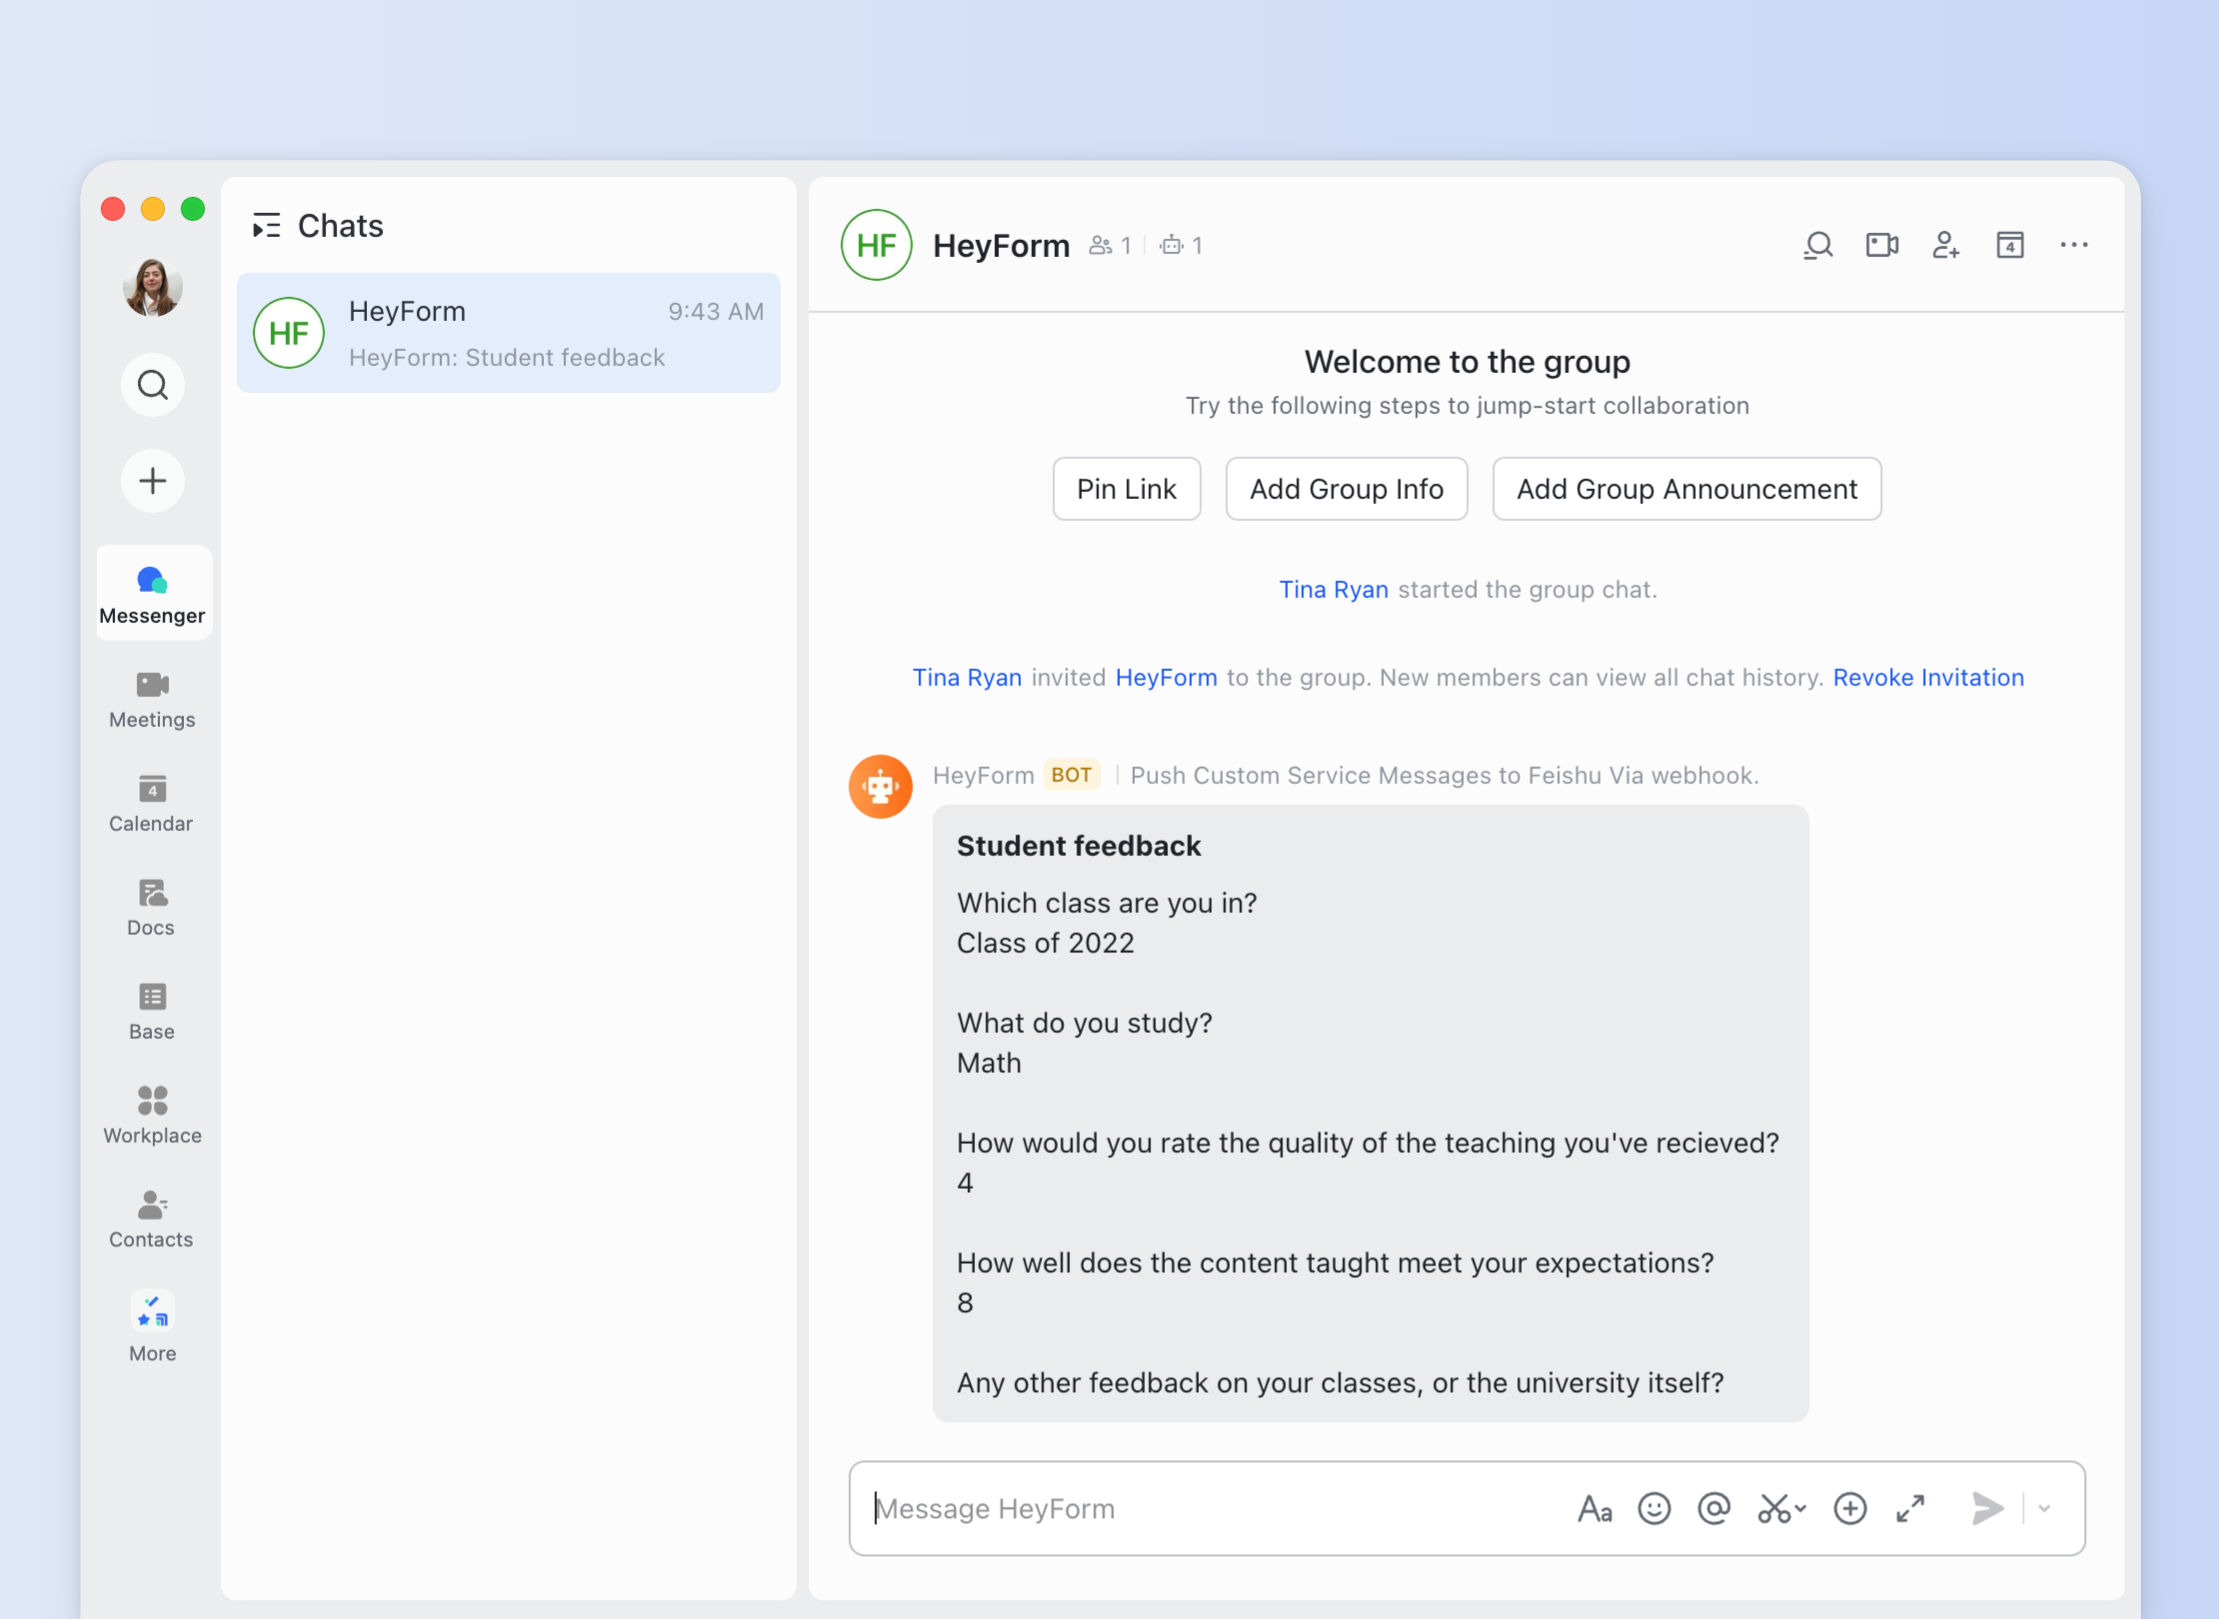 Chats
HF
HeyForm
9:43 AM
HeyForm: Student feedback
Messenger
Meetings
4
Calendar
Docs
Base
Workplace
Contacts
More
HF
HeyForm 1 1
4
Welcome to the group
Try the following steps to jump-start collaboration
Pin Link
Add Group Info
Add Group Announcement
Tina Ryan started the group chat.
Tina Ryan invited HeyForm to the group. New members can view all chat history. Revoke Invitation
HeyForm BOT | Push Custom Service Messages to Feishu Via webhook.
Student feedback
Which class are you in?
Class of 2022
What do you study?
Math
How would you rate the quality of the teaching you've recieved?
4
How well does the content taught meet your expectations?
8
Any other feedback on your classes, or the university itself?
Message HeyForm
Aa